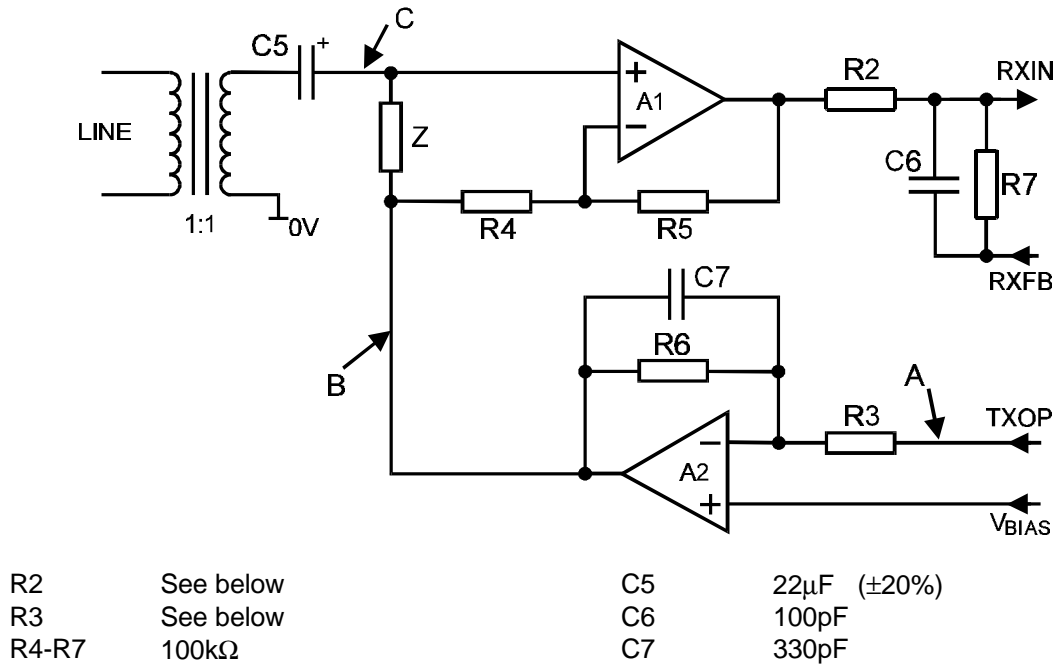 C
C5
+
LINE
1:1
0V
Z
+
A1
−
R2
RXIN
C6
R7
RXFB
R4
R5
C7
R6
B
A
R3
TXOP
−
A2
+
VBIAS
R2 See below C5 22µF (±20%)
R3 See below C6 100pF
R4-R7 100kΩ C7 330pF